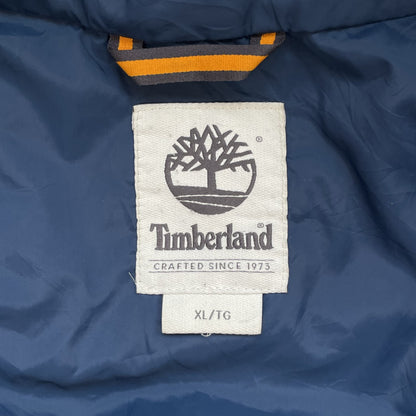 ®
Timberland
CRAFTED SINCE 1973
XL/TG